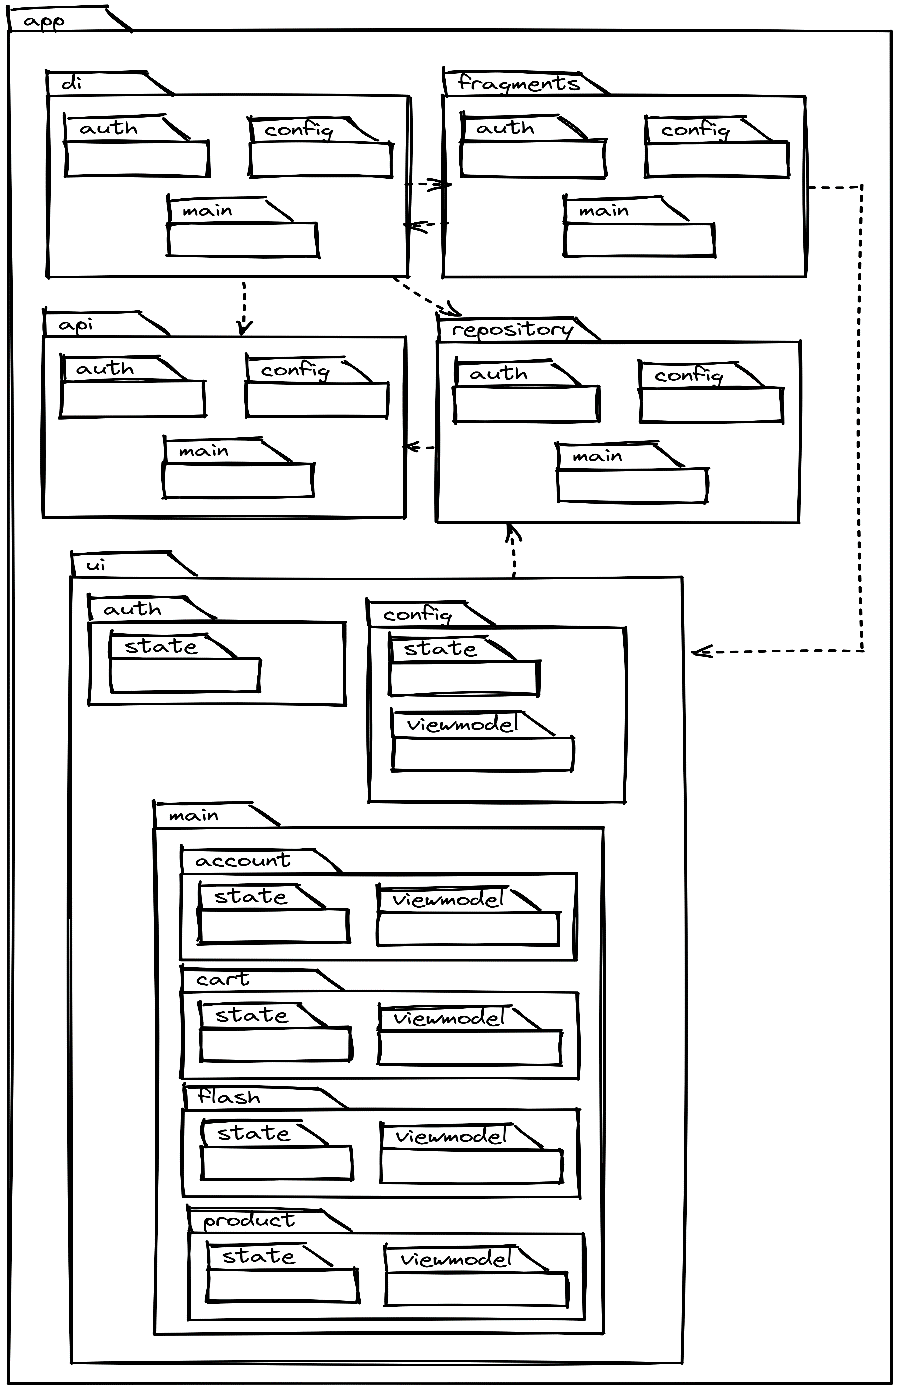 app
di
auth
config
main
fragments
auth
config
main
api
auth
config
main
repository
auth
config
main
ui
auth
state
config
state
viewmodel
main
account
state
viewmodel
cart
state
viewmodel
flash
state
viewmodel
product
state
viewmodel